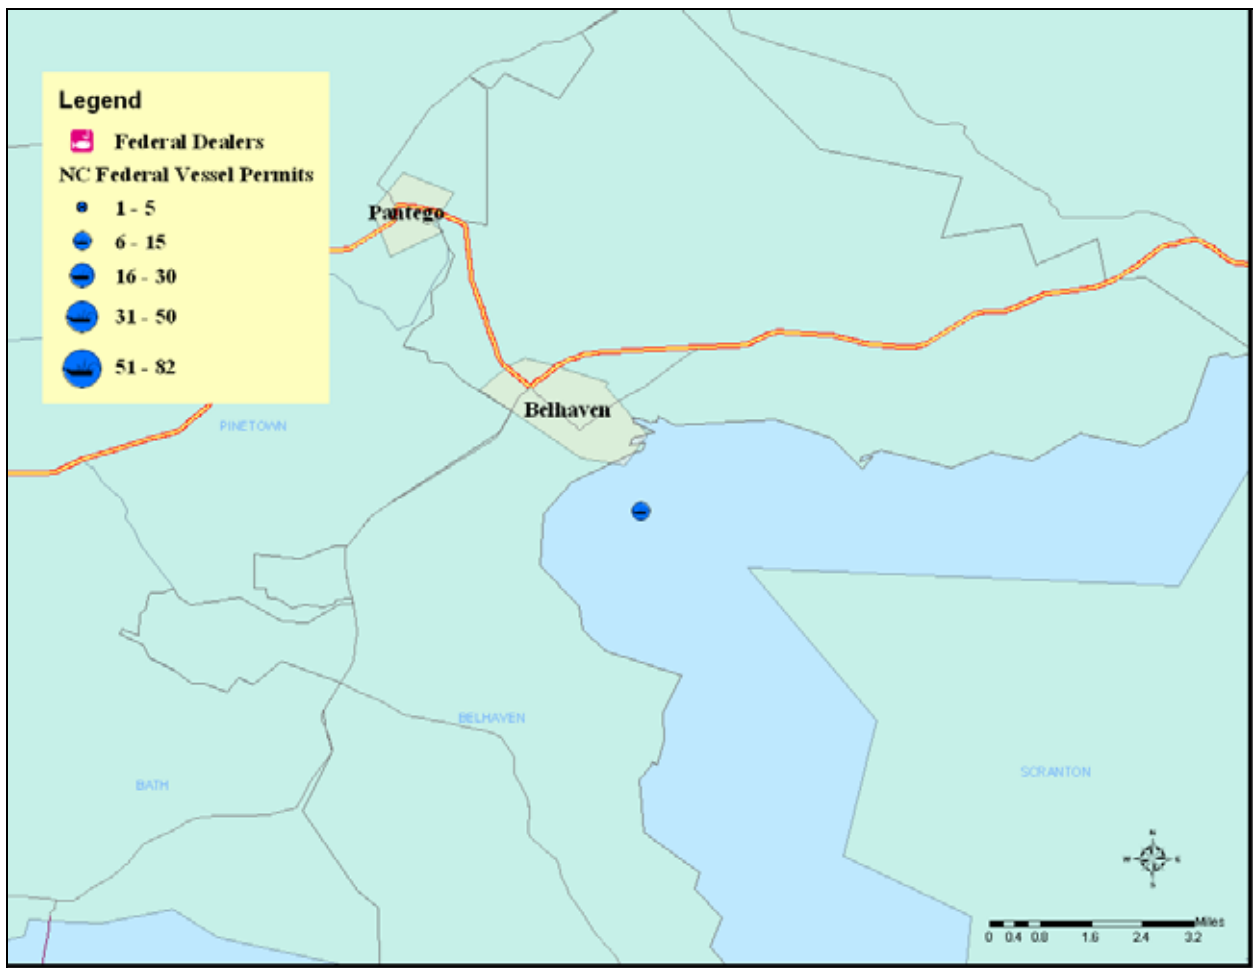 Legend
Federal Dealers
NC Federal Vessel Permits
1 - 5
6 - 15
16 - 30
31 - 50
51 - 82
Pantego
Belhaven
PINETOWN
BELHAVEN
BATH
SCRANTON
N
W E
S
Miles
0 0.4 0.8 1.6 2.4 3.2